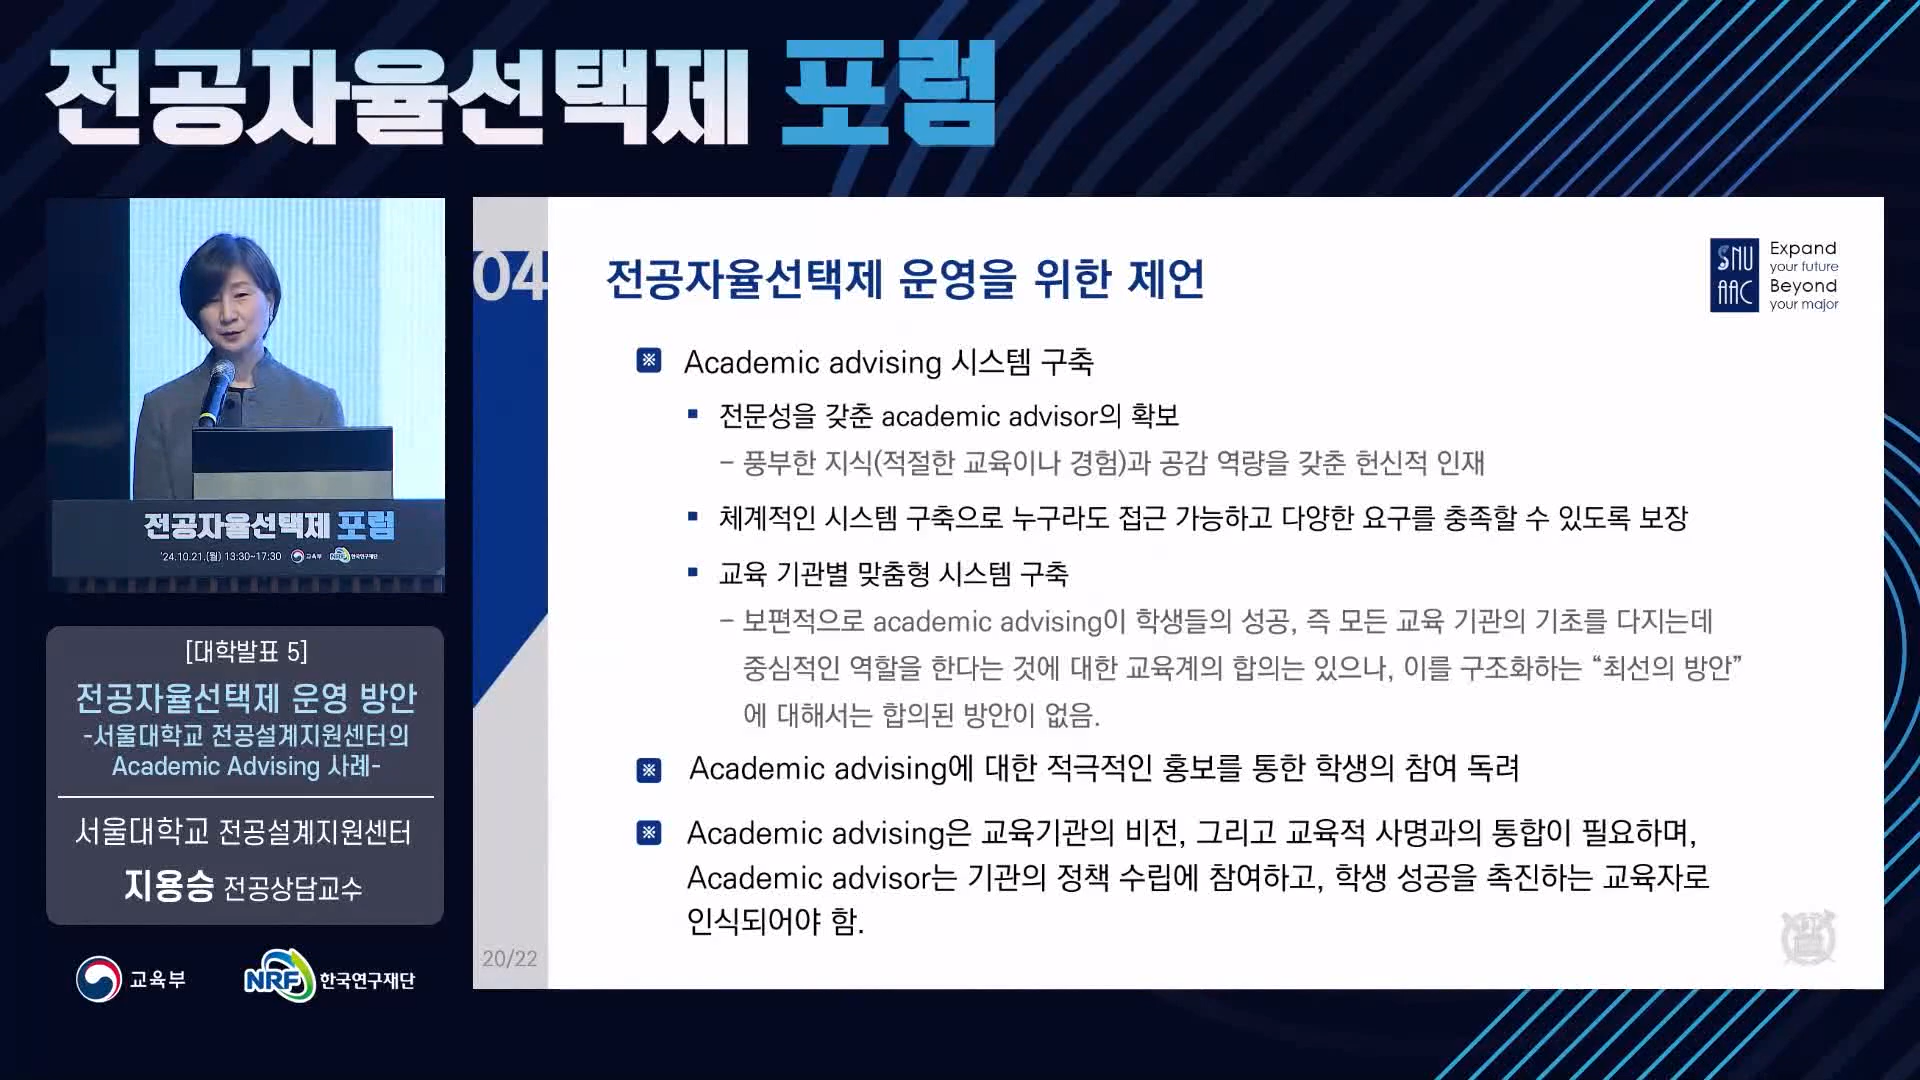 전공자율선택제 포럼
전공자율선택제 포럼
'24.10.21.(월) 13:30~17:30 교육부 NRF 한국연구재단
[대학발표 5]
전공자율선택제 운영 방안
-서울대학교 전공설계지원센터의
Academic Advising 사례-
서울대학교 전공설계지원센터
지용승 전공상담교수
교육부
NRF 한국연구재단
04
전공자율선택제 운영을 위한 제언
SNU
AAC
Expand
your future
Beyond
your major
※ Academic advising 시스템 구축
▪ 전문성을 갖춘 academic advisor의 확보
– 풍부한 지식(적절한 교육이나 경험)과 공감 역량을 갖춘 헌신적 인재
▪ 체계적인 시스템 구축으로 누구라도 접근 가능하고 다양한 요구를 충족할 수 있도록 보장
▪ 교육 기관별 맞춤형 시스템 구축
– 보편적으로 academic advising이 학생들의 성공, 즉 모든 교육 기관의 기초를 다지는데
중심적인 역할을 한다는 것에 대한 교육계의 합의는 있으나, 이를 구조화하는 “최선의 방안”
에 대해서는 합의된 방안이 없음.
※ Academic advising에 대한 적극적인 홍보를 통한 학생의 참여 독려
※ Academic advising은 교육기관의 비전, 그리고 교육적 사명과의 통합이 필요하며,
Academic advisor는 기관의 정책 수립에 참여하고, 학생 성공을 촉진하는 교육자로
인식되어야 함.
20/22